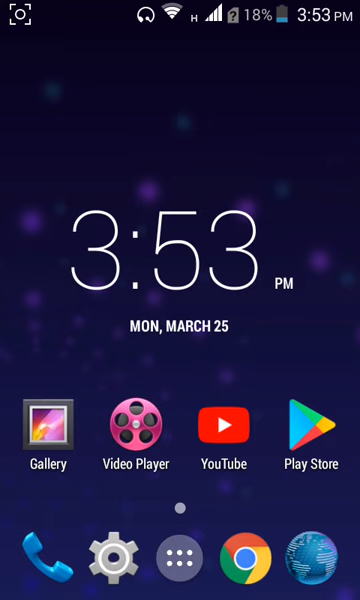 H ? 18% 3:53 PM
3:53 PM
MON, MARCH 25
Gallery Video Player YouTube Play Store